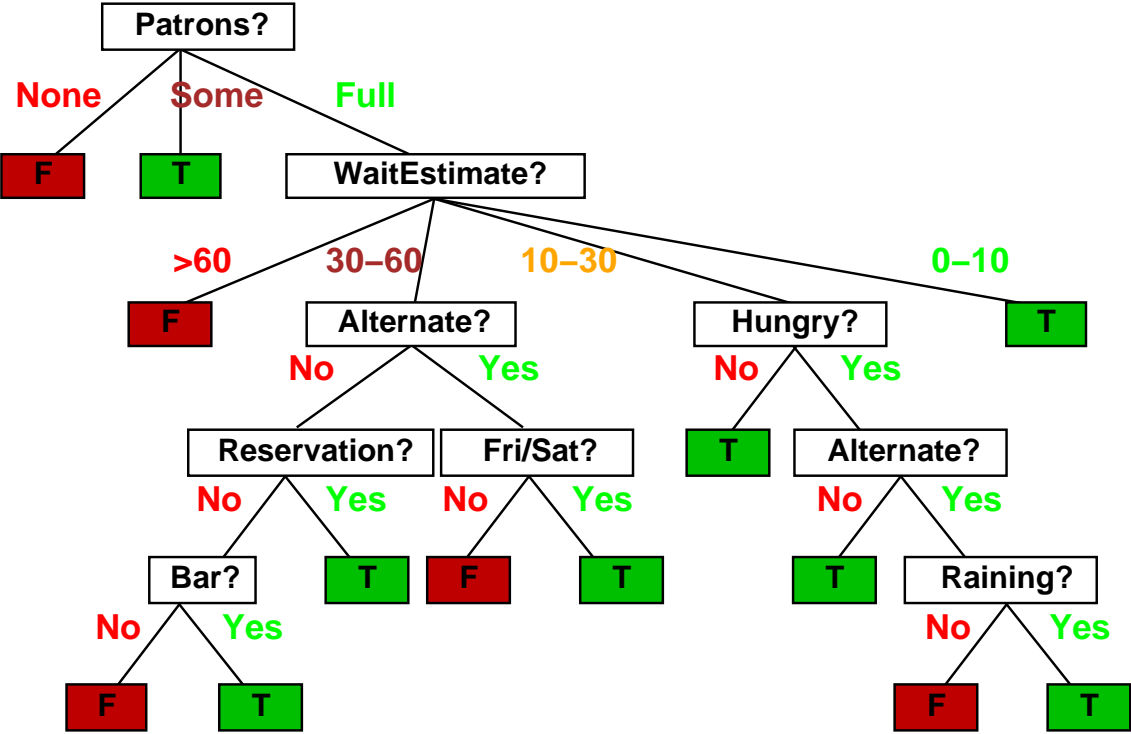 Patrons?
None Some Full
F T WaitEstimate?
>60 30–60 10–30 0–10
F Alternate? Hungry? T
No Yes No Yes
Reservation? Fri/Sat? T Alternate?
No Yes No Yes No Yes
Bar? T F T T Raining?
No Yes No Yes
F T F T